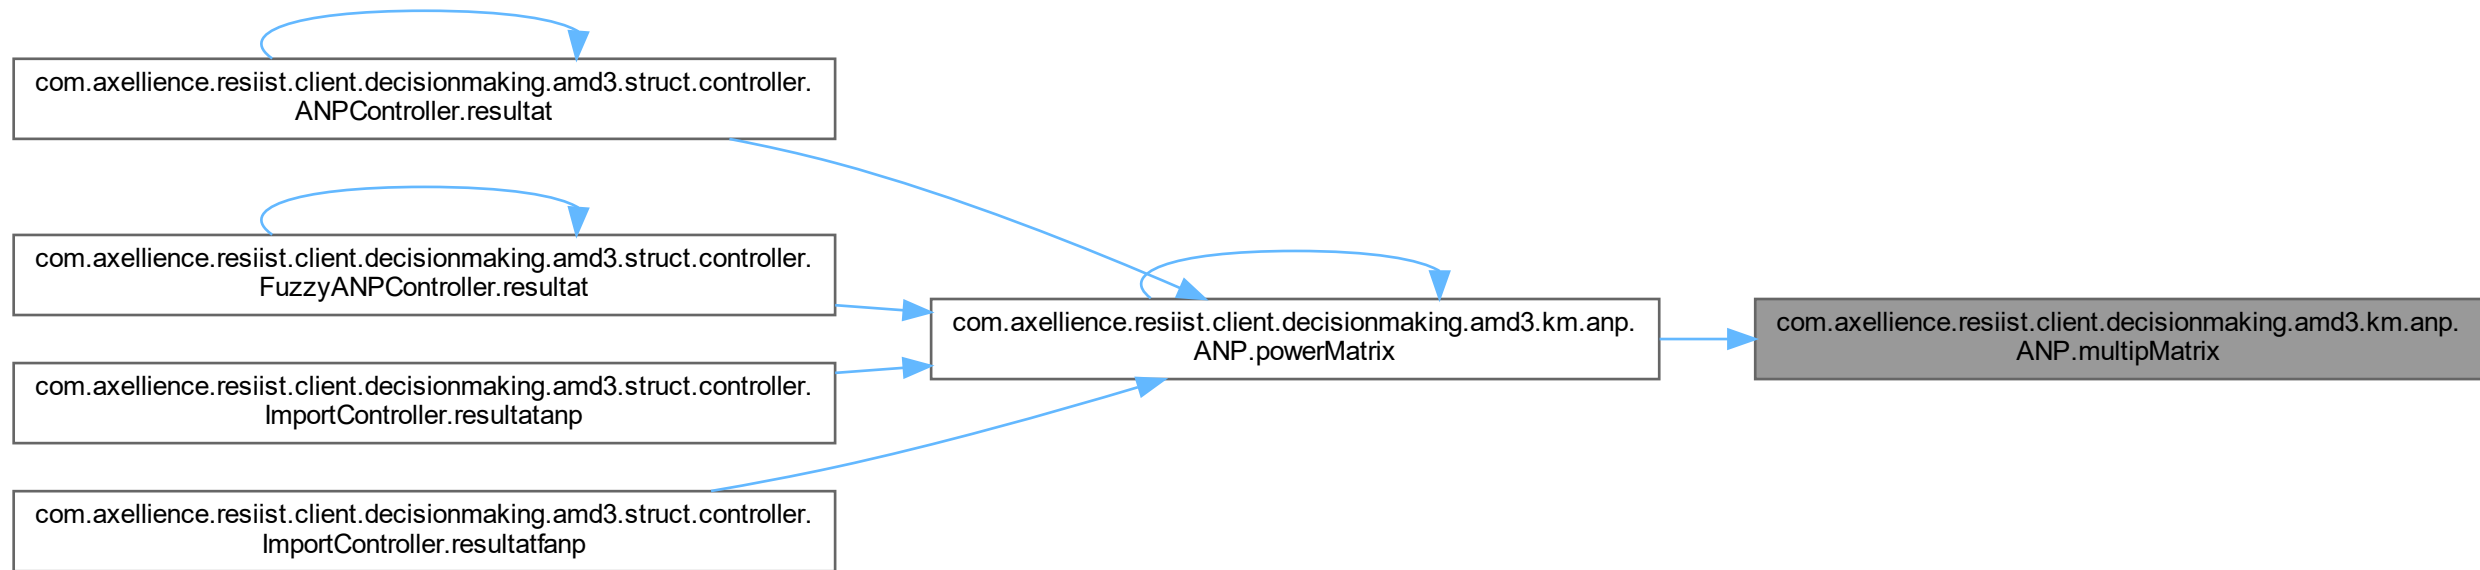 com.axellience.resiist.client.decisionmaking.amd3.struct.controller.
ANPController.resultat
com.axellience.resiist.client.decisionmaking.amd3.struct.controller.
FuzzyANPController.resultat
com.axellience.resiist.client.decisionmaking.amd3.struct.controller.
ImportController.resultatanp
com.axellience.resiist.client.decisionmaking.amd3.struct.controller.
ImportController.resultatfanp
com.axellience.resiist.client.decisionmaking.amd3.km.anp.
ANP.powerMatrix
com.axellience.resiist.client.decisionmaking.amd3.km.anp.
ANP.multipMatrix